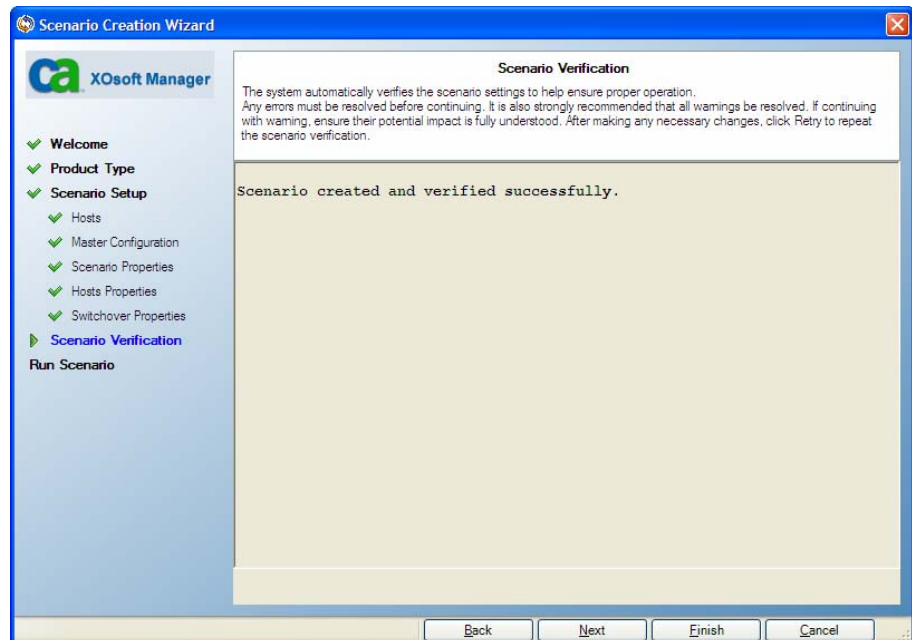 Scenario Creation Wizard
ca XOsoft Manager
Welcome
Product Type
Scenario Setup
Hosts
Master Configuration
Scenario Properties
Hosts Properties
Switchover Properties
Scenario Verification
Run Scenario
Scenario Verification
The system automatically verifies the scenario settings to help ensure proper operation.
Any errors must be resolved before continuing. It is also strongly recommended that all warnings be resolved. If continuing
with warning, ensure their potential impact is fully understood. After making any necessary changes, click Retry to repeat
the scenario verification.
Scenario created and verified successfully.
Back Next Finish Cancel